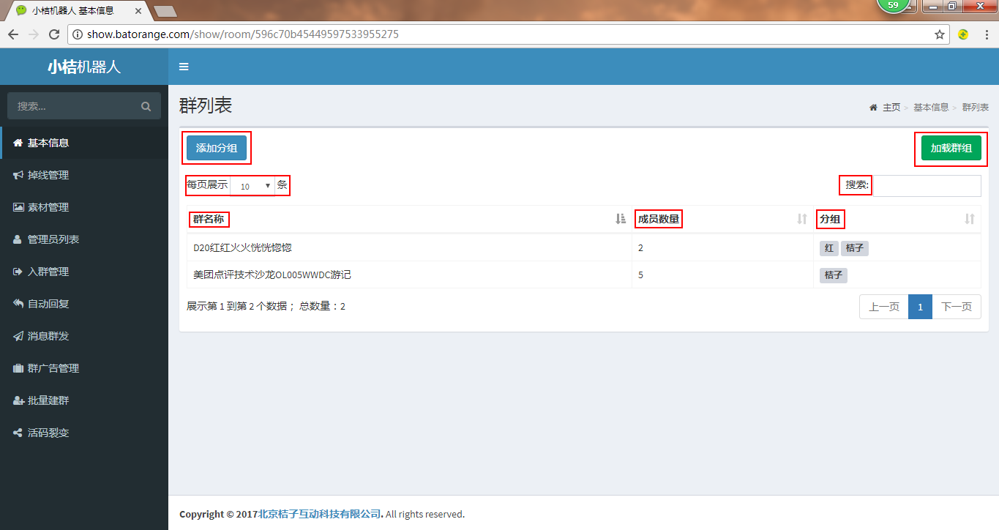 小桔机器人 基本信息
59
show.batorange.com/show/room/596c70b45449597533955275
小桔机器人
搜索...
基本信息
掉线管理
素材管理
管理员列表
入群管理
自动回复
消息群发
群广告管理
批量建群
活码裂变
群列表
主页 > 基本信息 > 群列表
添加分组
加载群组
每页展示 10 条
搜索:
群名称 成员数量 分组
D20红红火火恍恍惚惚 2 红 桔子
美团点评技术沙龙OL005WWDC游记 5 桔子
展示第 1 到第 2 个数据 ; 总数量 : 2
上一页 1 下一页
Copyright © 2017北京桔子互动科技有限公司. All rights reserved.